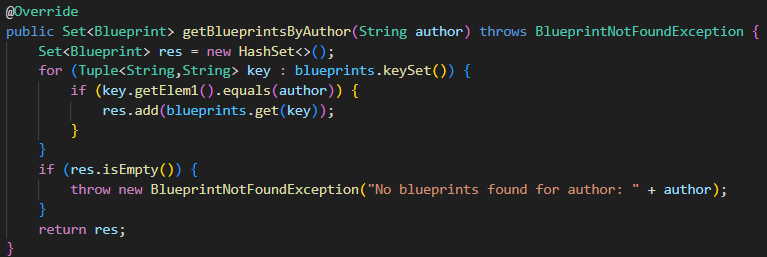 @Override
public Set<Blueprint> getBlueprintsByAuthor(String author) throws BlueprintNotFoundException {
    Set<Blueprint> res = new HashSet<>();
    for (Tuple<String,String> key : blueprints.keySet()) {
        if (key.getElem1().equals(author)) {
            res.add(blueprints.get(key));
        }
    }
    if (res.isEmpty()) {
        throw new BlueprintNotFoundException("No blueprints found for author: " + author);
    }
    return res;
}